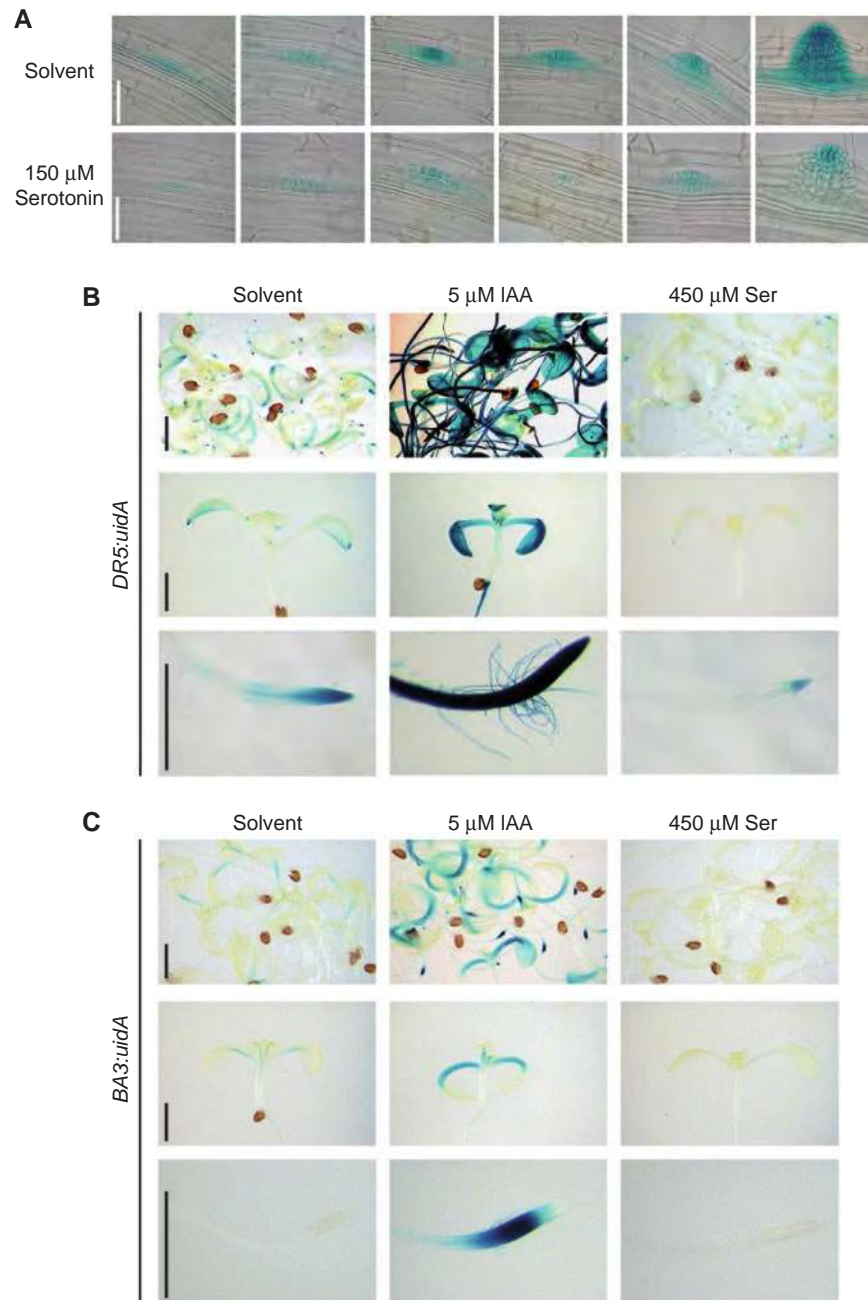 A
Solvent
150 µM
Serotonin
B
Solvent
5 µM IAA
450 µM Ser
DR5:uidA
C
Solvent
5 µM IAA
450 µM Ser
BA3:uidA